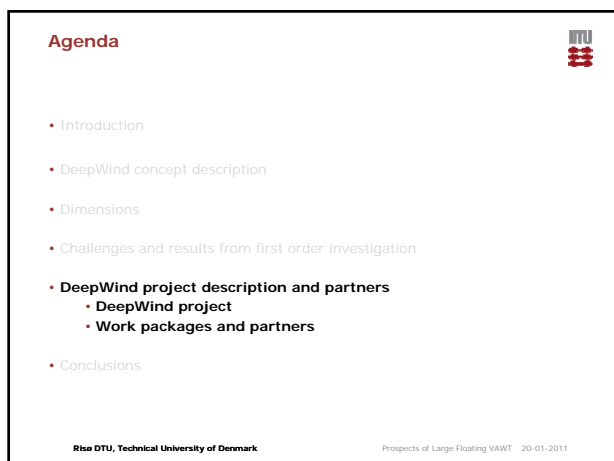 Agenda
DTU
• Introduction
• DeepWind concept description
• Dimensions
• Challenges and results from first order investigation
• DeepWind project description and partners
• DeepWind project
• Work packages and partners
• Conclusions
Risø DTU, Technical University of Denmark
Prospects of Large Floating VAWT 20-01-2011